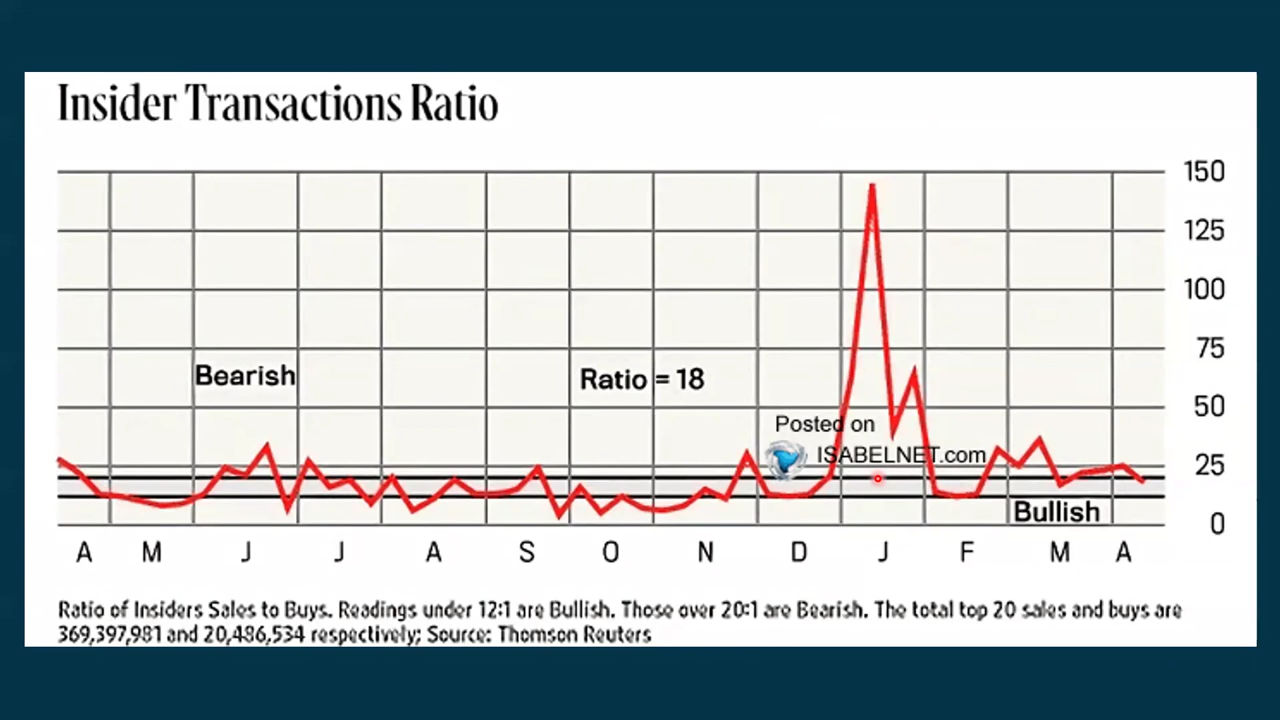 Insider Transactions Ratio
150
125
100
75
Bearish
Ratio = 18
50
Posted on
ISABELNET.com
25
Bullish
0
A M J J A S O N D J F M A
Ratio of Insiders Sales to Buys. Readings under 12:1 are Bullish. Those over 20:1 are Bearish. The total top 20 sales and buys are
369,397,981 and 20,486,534 respectively; Source: Thomson Reuters